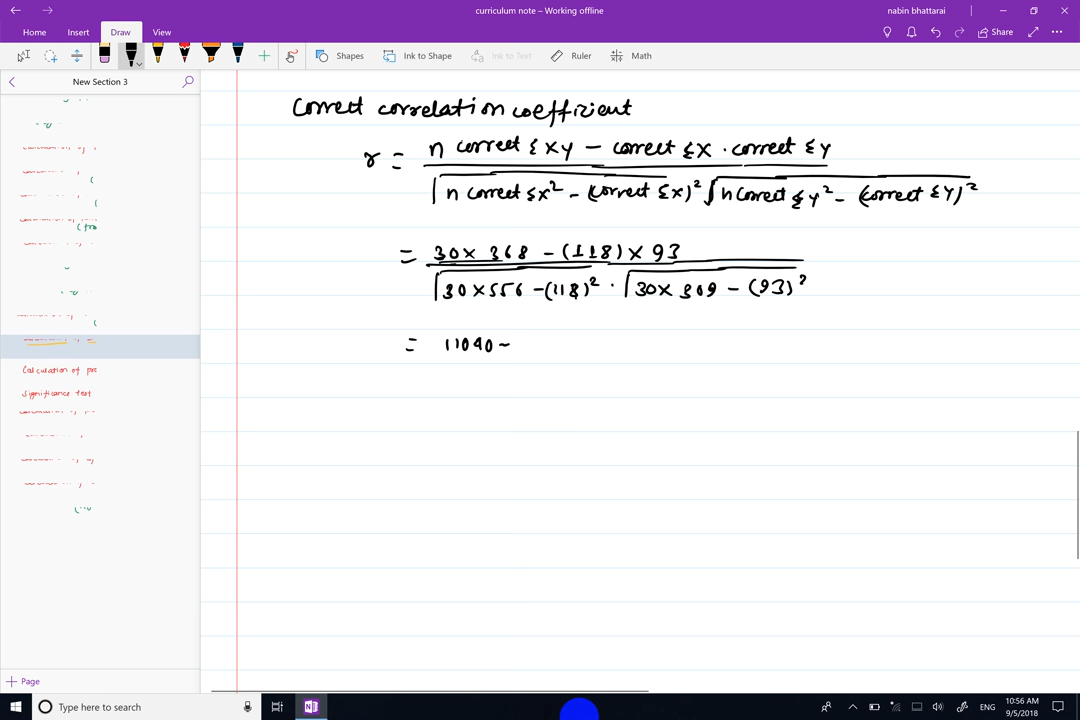 curriculum note – Working offline
nabin bhattarai
Home Insert Draw View
Share
Shapes Ink to Shape Ink to Text Ruler Math
New Section 3
Correct correlation coefficient
r = n correct ΣXY – correct ΣX . correct ΣY
√n correct ΣX² – (correct ΣX)² √n correct ΣY² – (correct ΣY)²
= 30 × 368 – (118) × 93
√30 × 556 – (118)² . √30 × 309 – (93)²
= 11040 –
Calculation of pre
Significance test
+ Page
Type here to search
ENG
10:56 AM
9/5/2018